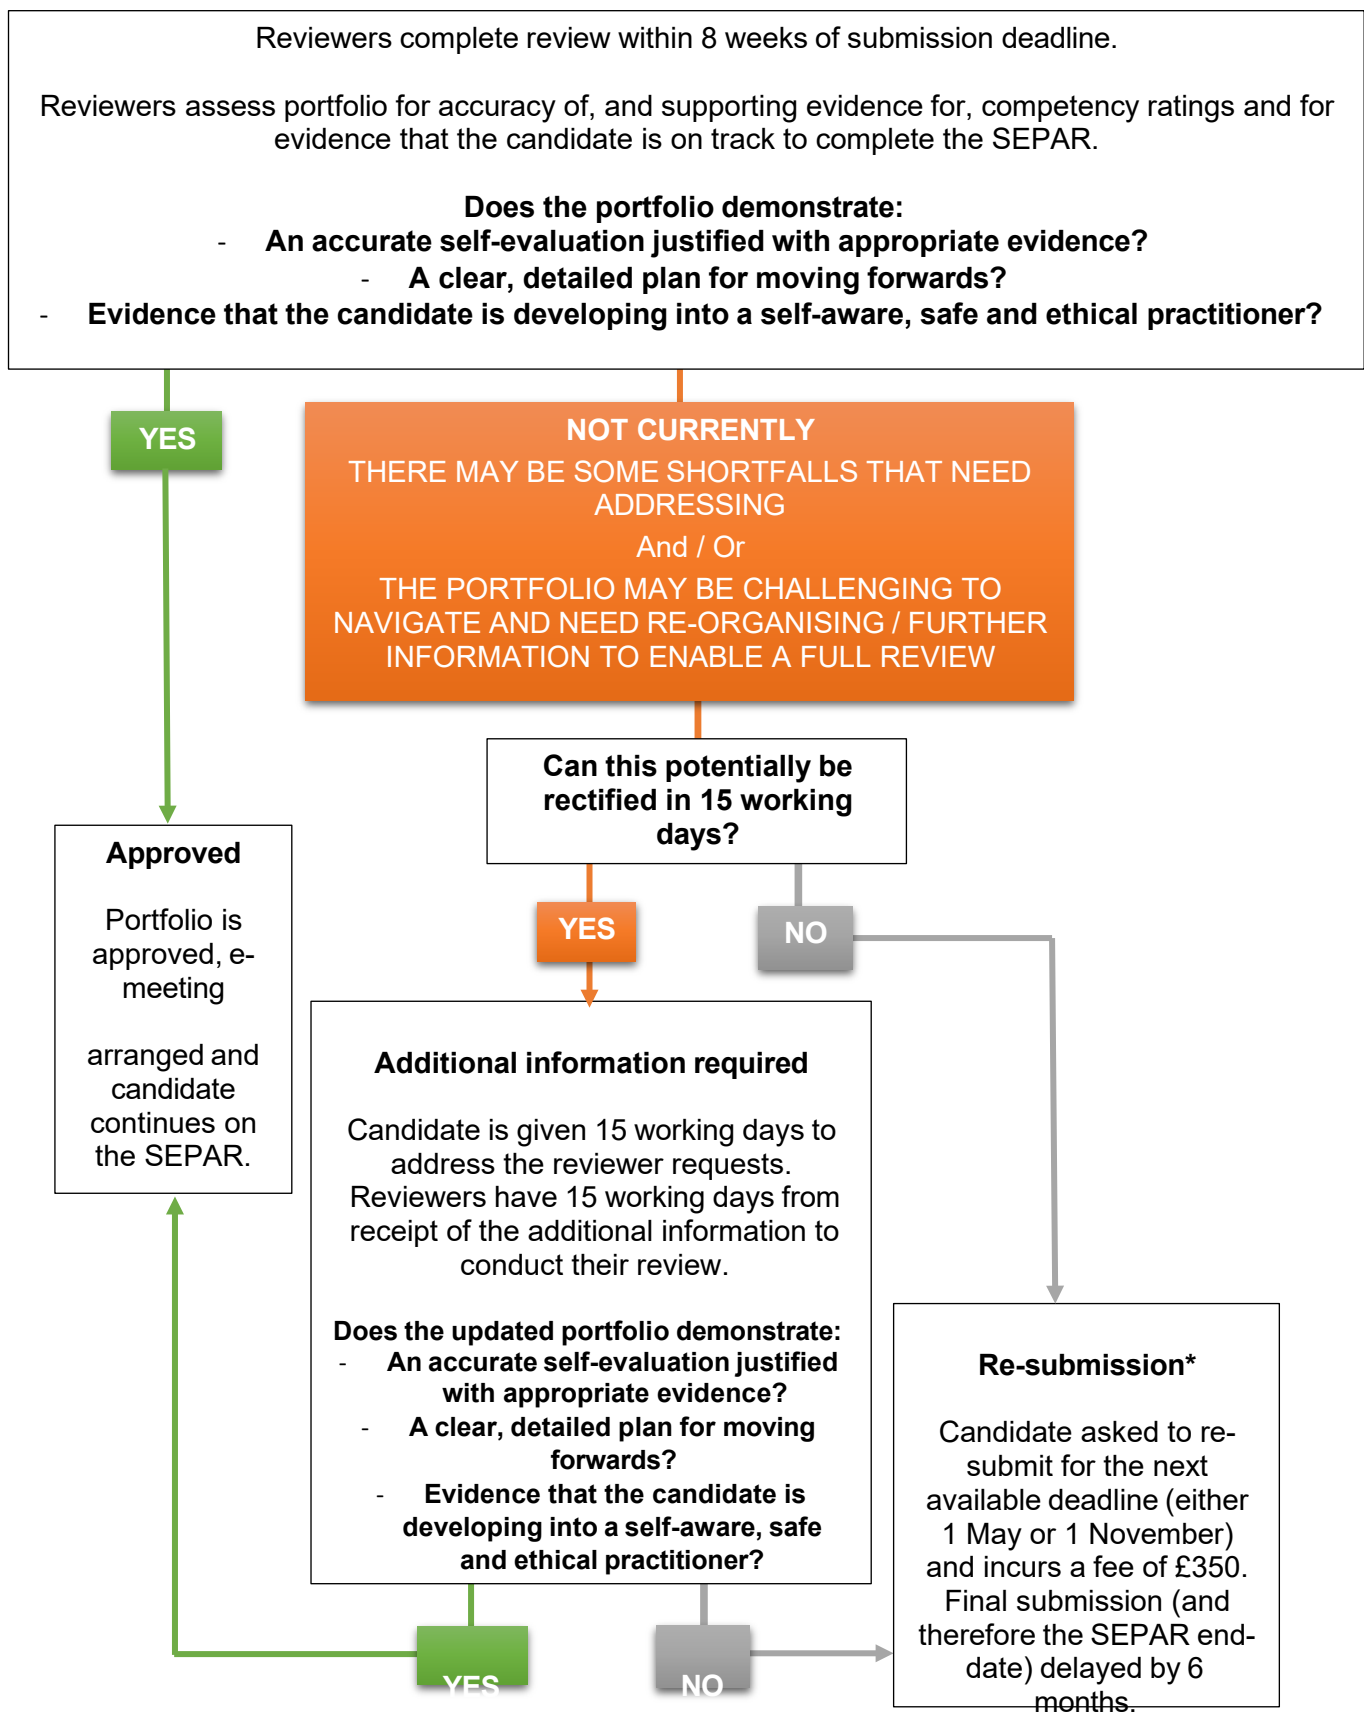 Reviewers complete review within 8 weeks of submission deadline.
Reviewers assess portfolio for accuracy of, and supporting evidence for, competency ratings and for
evidence that the candidate is on track to complete the SEPAR.
Does the portfolio demonstrate:
- An accurate self-evaluation justified with appropriate evidence?
- A clear, detailed plan for moving forwards?
- Evidence that the candidate is developing into a self-aware, safe and ethical practitioner?
YES
NOT CURRENTLY
THERE MAY BE SOME SHORTFALLS THAT NEED
ADDRESSING
And / Or
THE PORTFOLIO MAY BE CHALLENGING TO
NAVIGATE AND NEED RE-ORGANISING / FURTHER
INFORMATION TO ENABLE A FULL REVIEW
Can this potentially be
rectified in 15 working
days?
YES
NO
Approved
Portfolio is
approved, e-
meeting
arranged and
candidate
continues on
the SEPAR.
Additional information required
Candidate is given 15 working days to
address the reviewer requests.
Reviewers have 15 working days from
receipt of the additional information to
conduct their review.
Does the updated portfolio demonstrate:
- An accurate self-evaluation justified
with appropriate evidence?
- A clear, detailed plan for moving
forwards?
- Evidence that the candidate is
developing into a self-aware, safe
and ethical practitioner?
YES
NO
Re-submission*
Candidate asked to re-
submit for the next
available deadline (either
1 May or 1 November)
and incurs a fee of £350.
Final submission (and
therefore the SEPAR end-
date) delayed by 6
months.